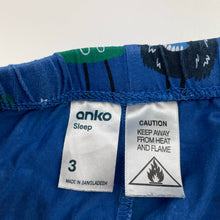 anko
Sleep
3
MADE IN BANGLADESH
CAUTION
KEEP AWAY
FROM HEAT
AND FLAME